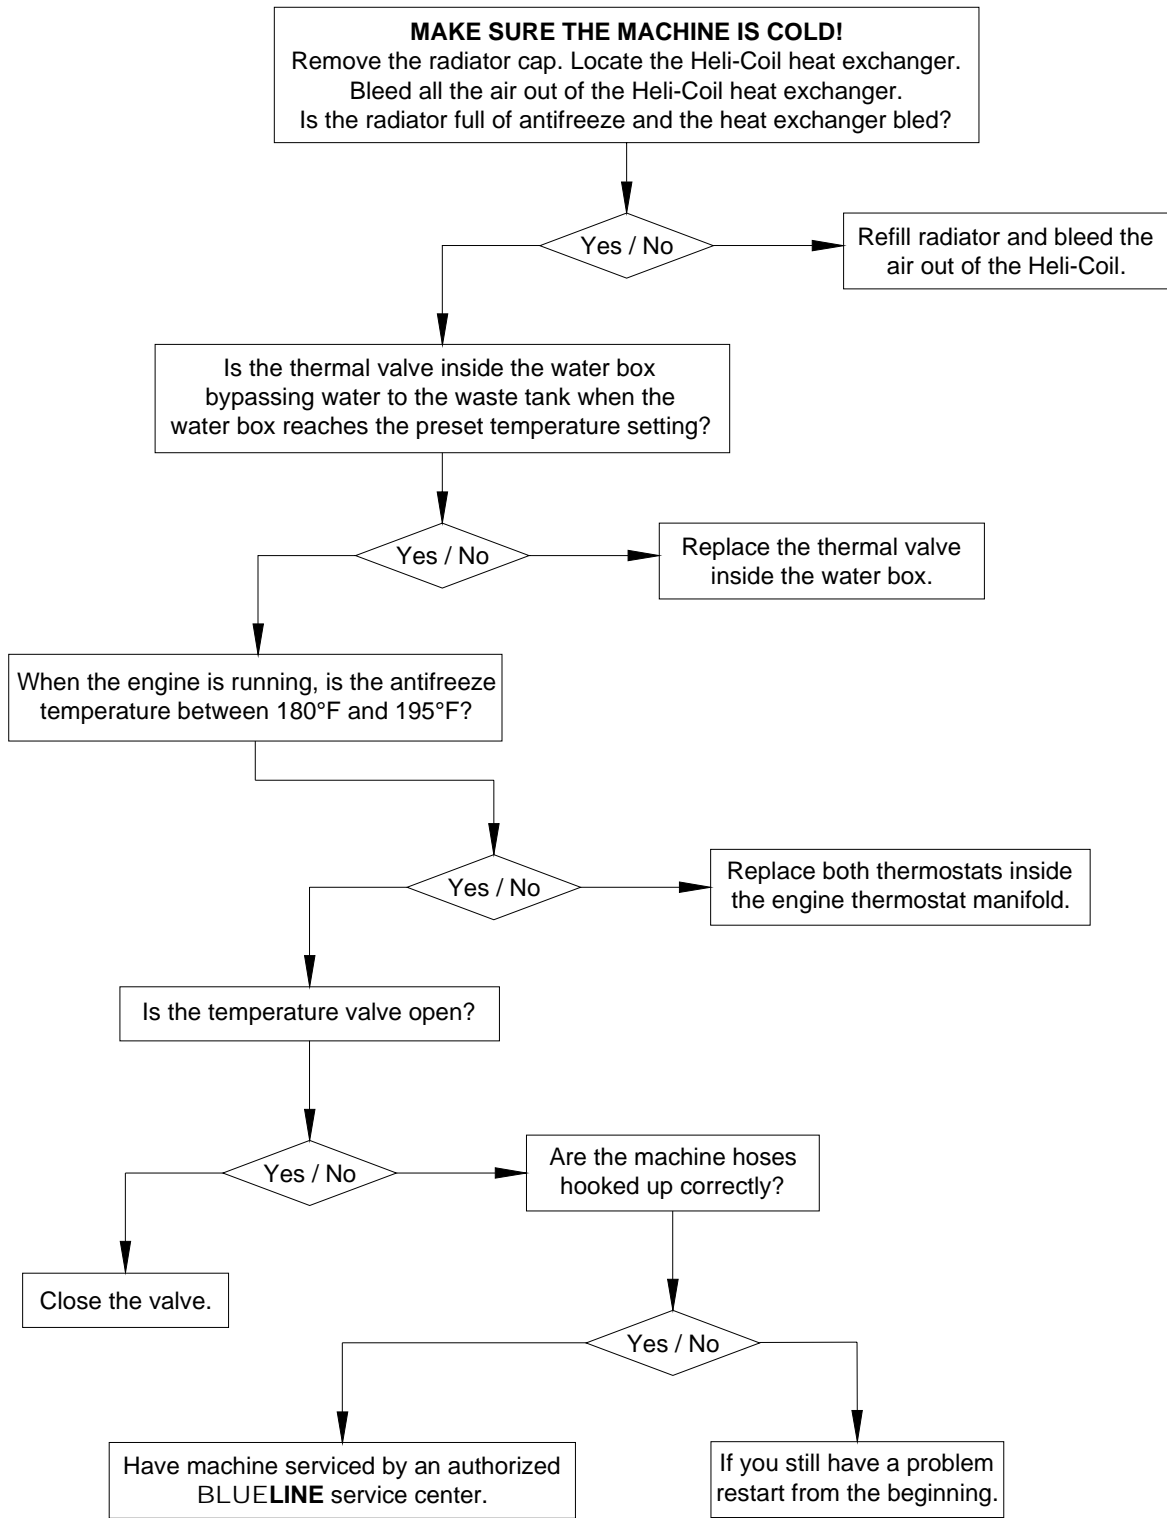 MAKE SURE THE MACHINE IS COLD!
Remove the radiator cap. Locate the Heli-Coil heat exchanger.
Bleed all the air out of the Heli-Coil heat exchanger.
Is the radiator full of antifreeze and the heat exchanger bled?
Yes / No
Refill radiator and bleed the
air out of the Heli-Coil.
Is the thermal valve inside the water box
bypassing water to the waste tank when the
water box reaches the preset temperature setting?
Yes / No
Replace the thermal valve
inside the water box.
When the engine is running, is the antifreeze
temperature between 180°F and 195°F?
Yes / No
Replace both thermostats inside
the engine thermostat manifold.
Is the temperature valve open?
Yes / No
Are the machine hoses
hooked up correctly?
Close the valve.
Yes / No
Have machine serviced by an authorized
BLUELINE service center.
If you still have a problem
restart from the beginning.